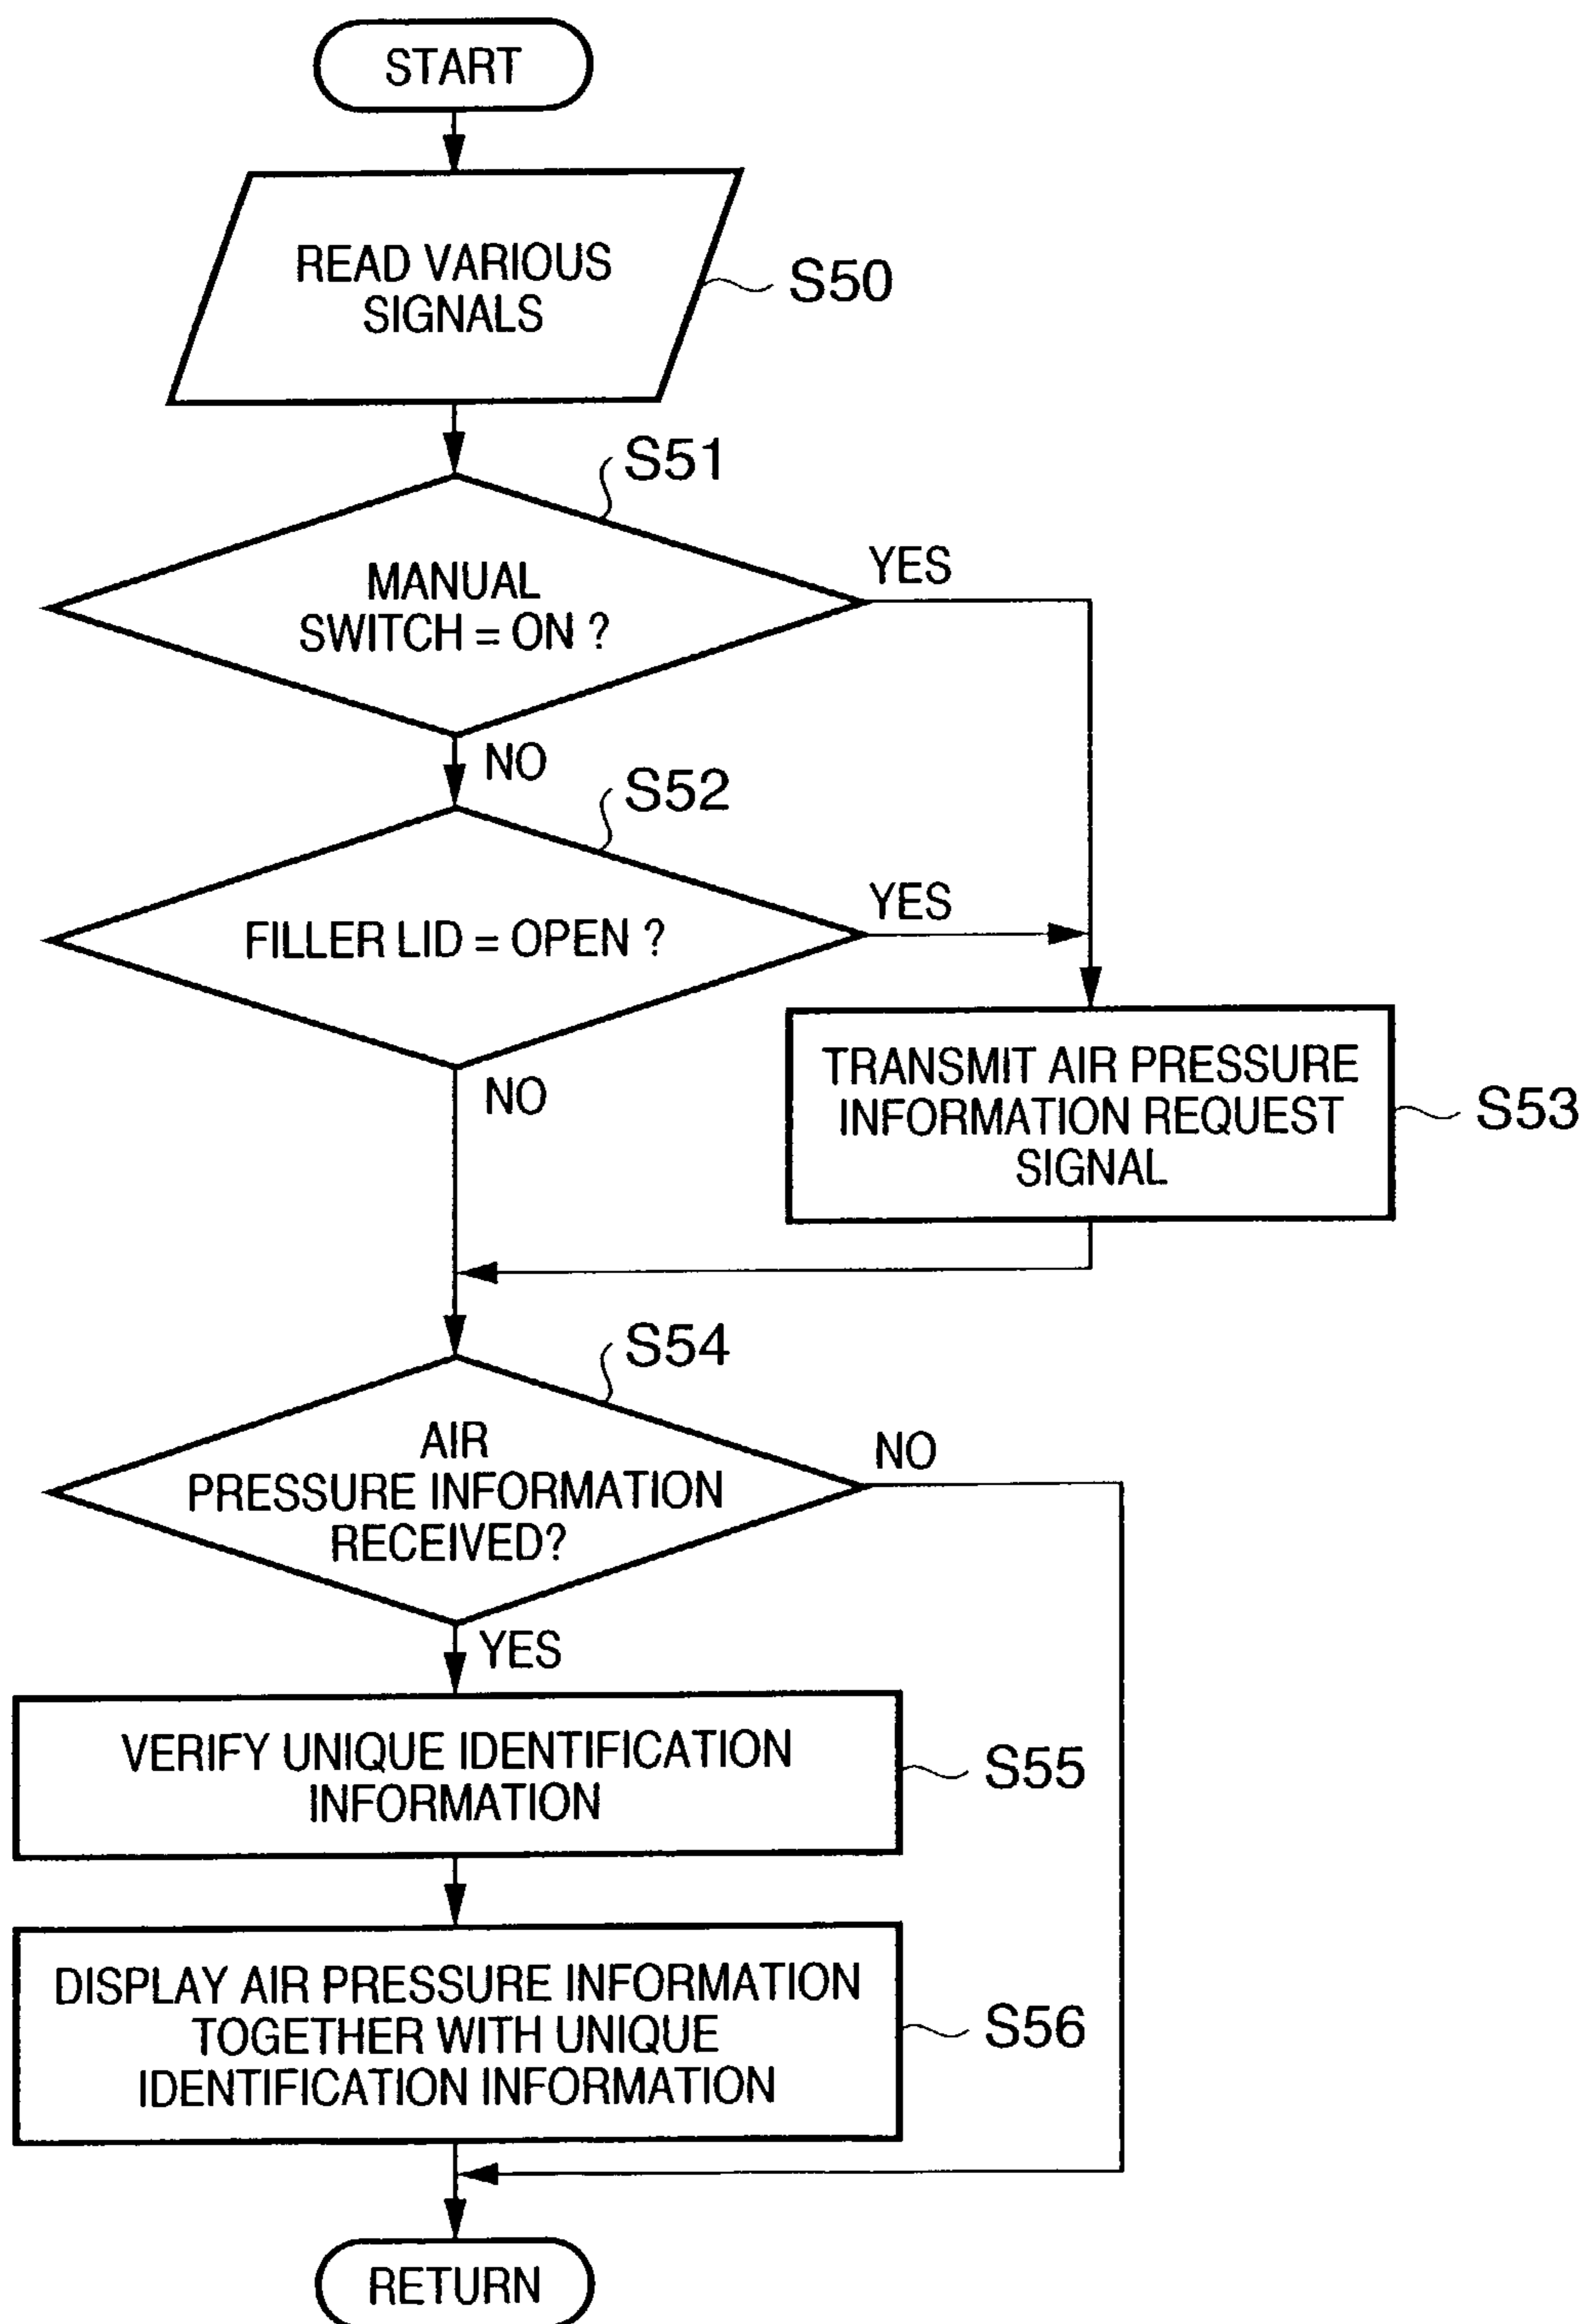 START
READ VARIOUS
SIGNALS
S50
S51
MANUAL
SWITCH = ON ?
YES
NO
S52
FILLER LID = OPEN ?
YES
NO
TRANSMIT AIR PRESSURE
INFORMATION REQUEST
SIGNAL
S53
S54
AIR
PRESSURE INFORMATION
RECEIVED?
NO
YES
VERIFY UNIQUE IDENTIFICATION
INFORMATION
S55
DISPLAY AIR PRESSURE INFORMATION
TOGETHER WITH UNIQUE
IDENTIFICATION INFORMATION
S56
RETURN